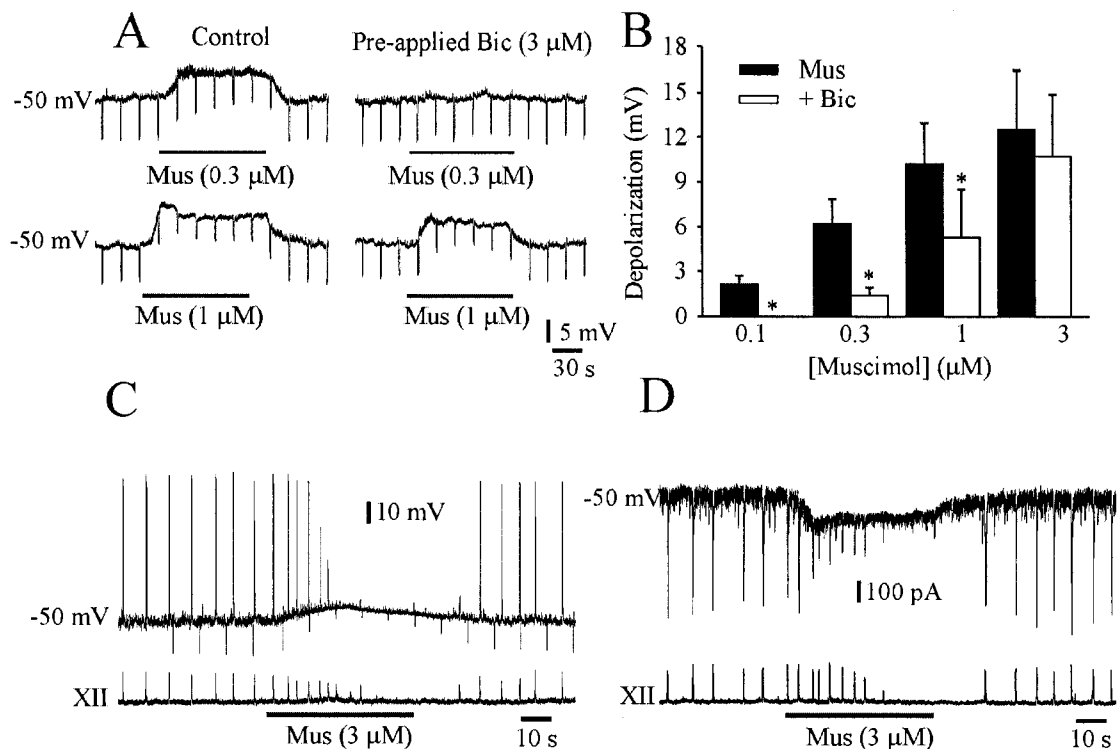 A
Control
Pre-applied Bic (3 μM)
-50 mV
Mus (0.3 μM)
Mus (0.3 μM)
-50 mV
Mus (1 μM)
Mus (1 μM)
5 mV
30 s
B
18
15
12
9
6
3
0
Depolarization (mV)
Mus
+ Bic
*
*
*
0.1
0.3
1
3
[Muscimol] (μM)
C
10 mV
-50 mV
XII
Mus (3 μM)
10 s
D
-50 mV
100 pA
XII
Mus (3 μM)
10 s